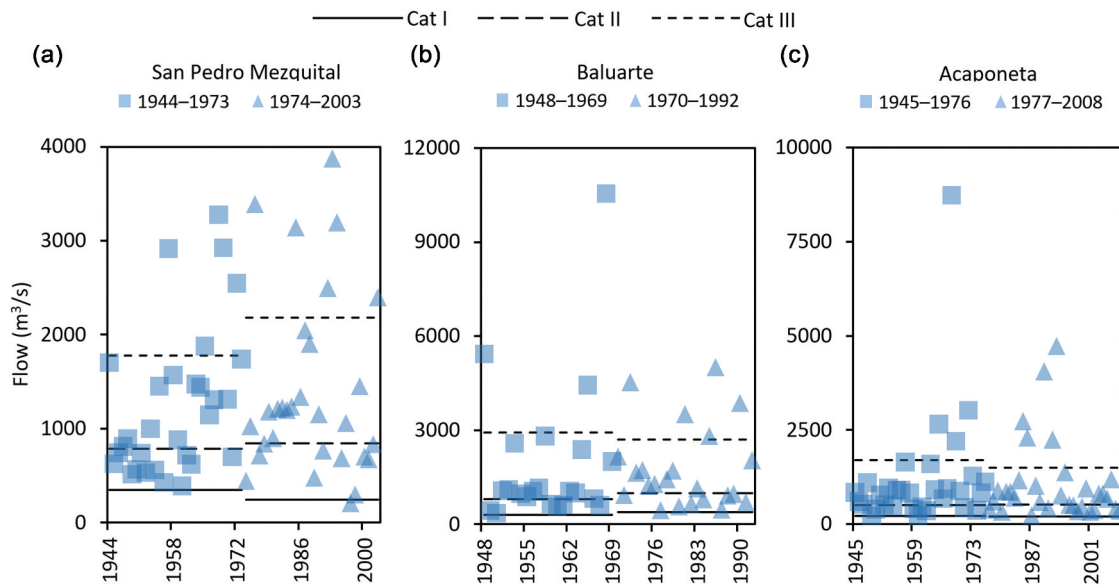 Cat I Cat II Cat III
(a) (b) (c)
San Pedro Mezquital Baluarte Acaponeta
1944–1973 1974–2003 1948–1969 1970–1992 1945–1976 1977–2008
Flow (m³/s)
4000
3000
2000
1000
0
1944 1958 1972 1986 2000
12000
9000
6000
3000
0
1948 1955 1962 1969 1976 1983 1990
10000
7500
5000
2500
0
1945 1959 1973 1987 2001